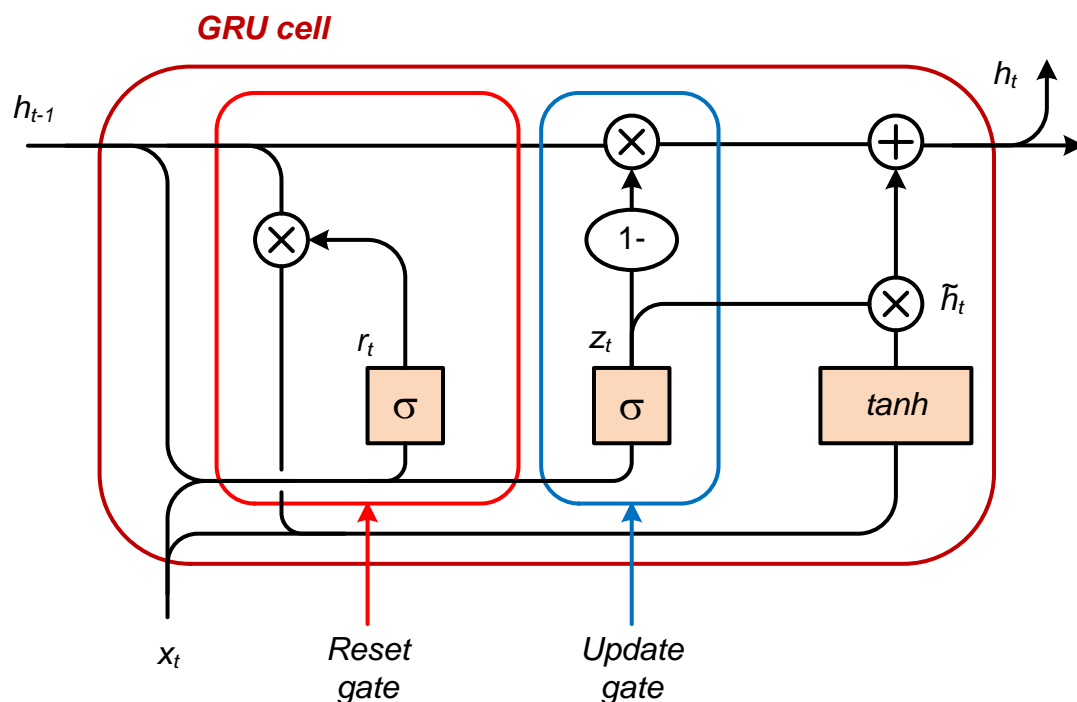 GRU cell
h_t
h_{t-1}
×
+
×
1-
×
h̃_t
r_t
z_t
σ
σ
tanh
x_t
Reset
gate
Update
gate